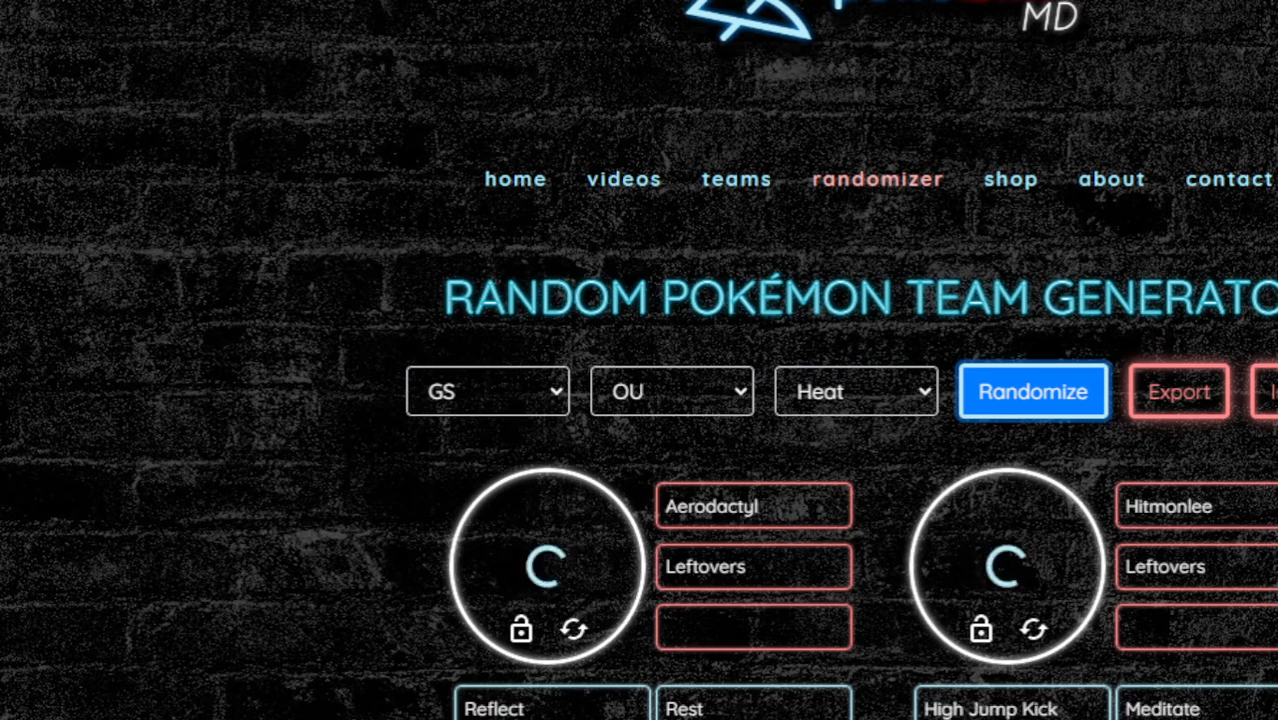 MD
home videos teams randomizer shop about contact
RANDOM POKÉMON TEAM GENERATO
GS OU Heat Randomize Export
Aerodactyl Hitmonlee
Leftovers Leftovers
Reflect Rest High Jump Kick Meditate